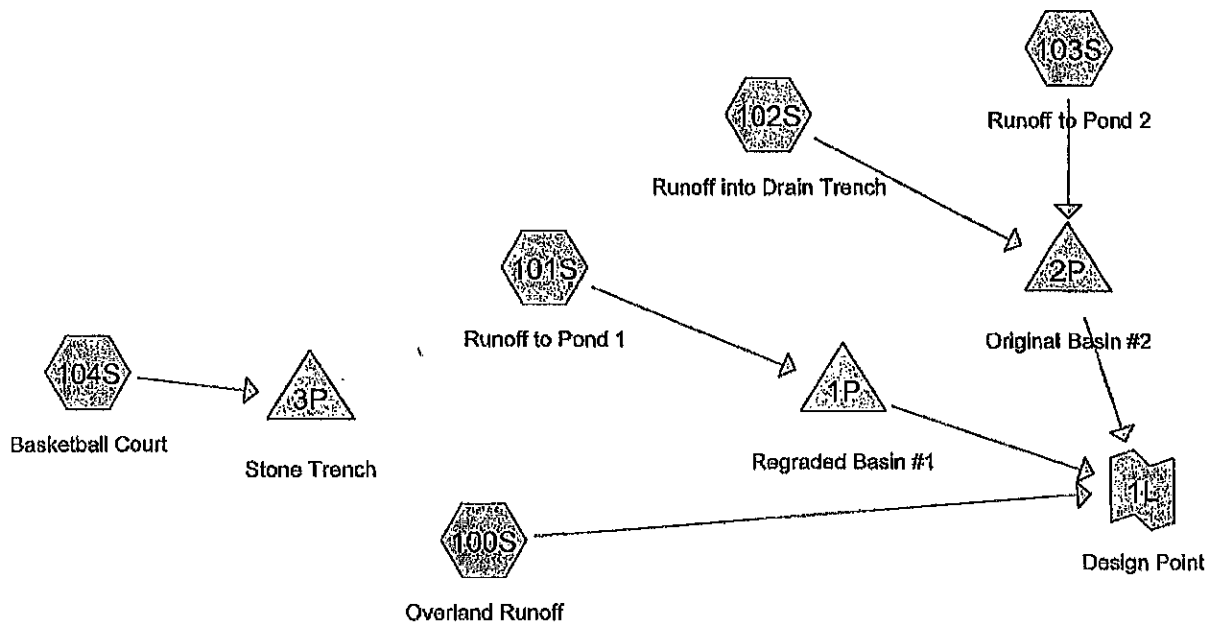 103S
Runoff to Pond 2
102S
Runoff into Drain Trench
2P
Original Basin #2
101S
Runoff to Pond 1
1P
Regraded Basin #1
104S
Basketball Court
3P
Stone Trench
1L
Design Point
100S
Overland Runoff